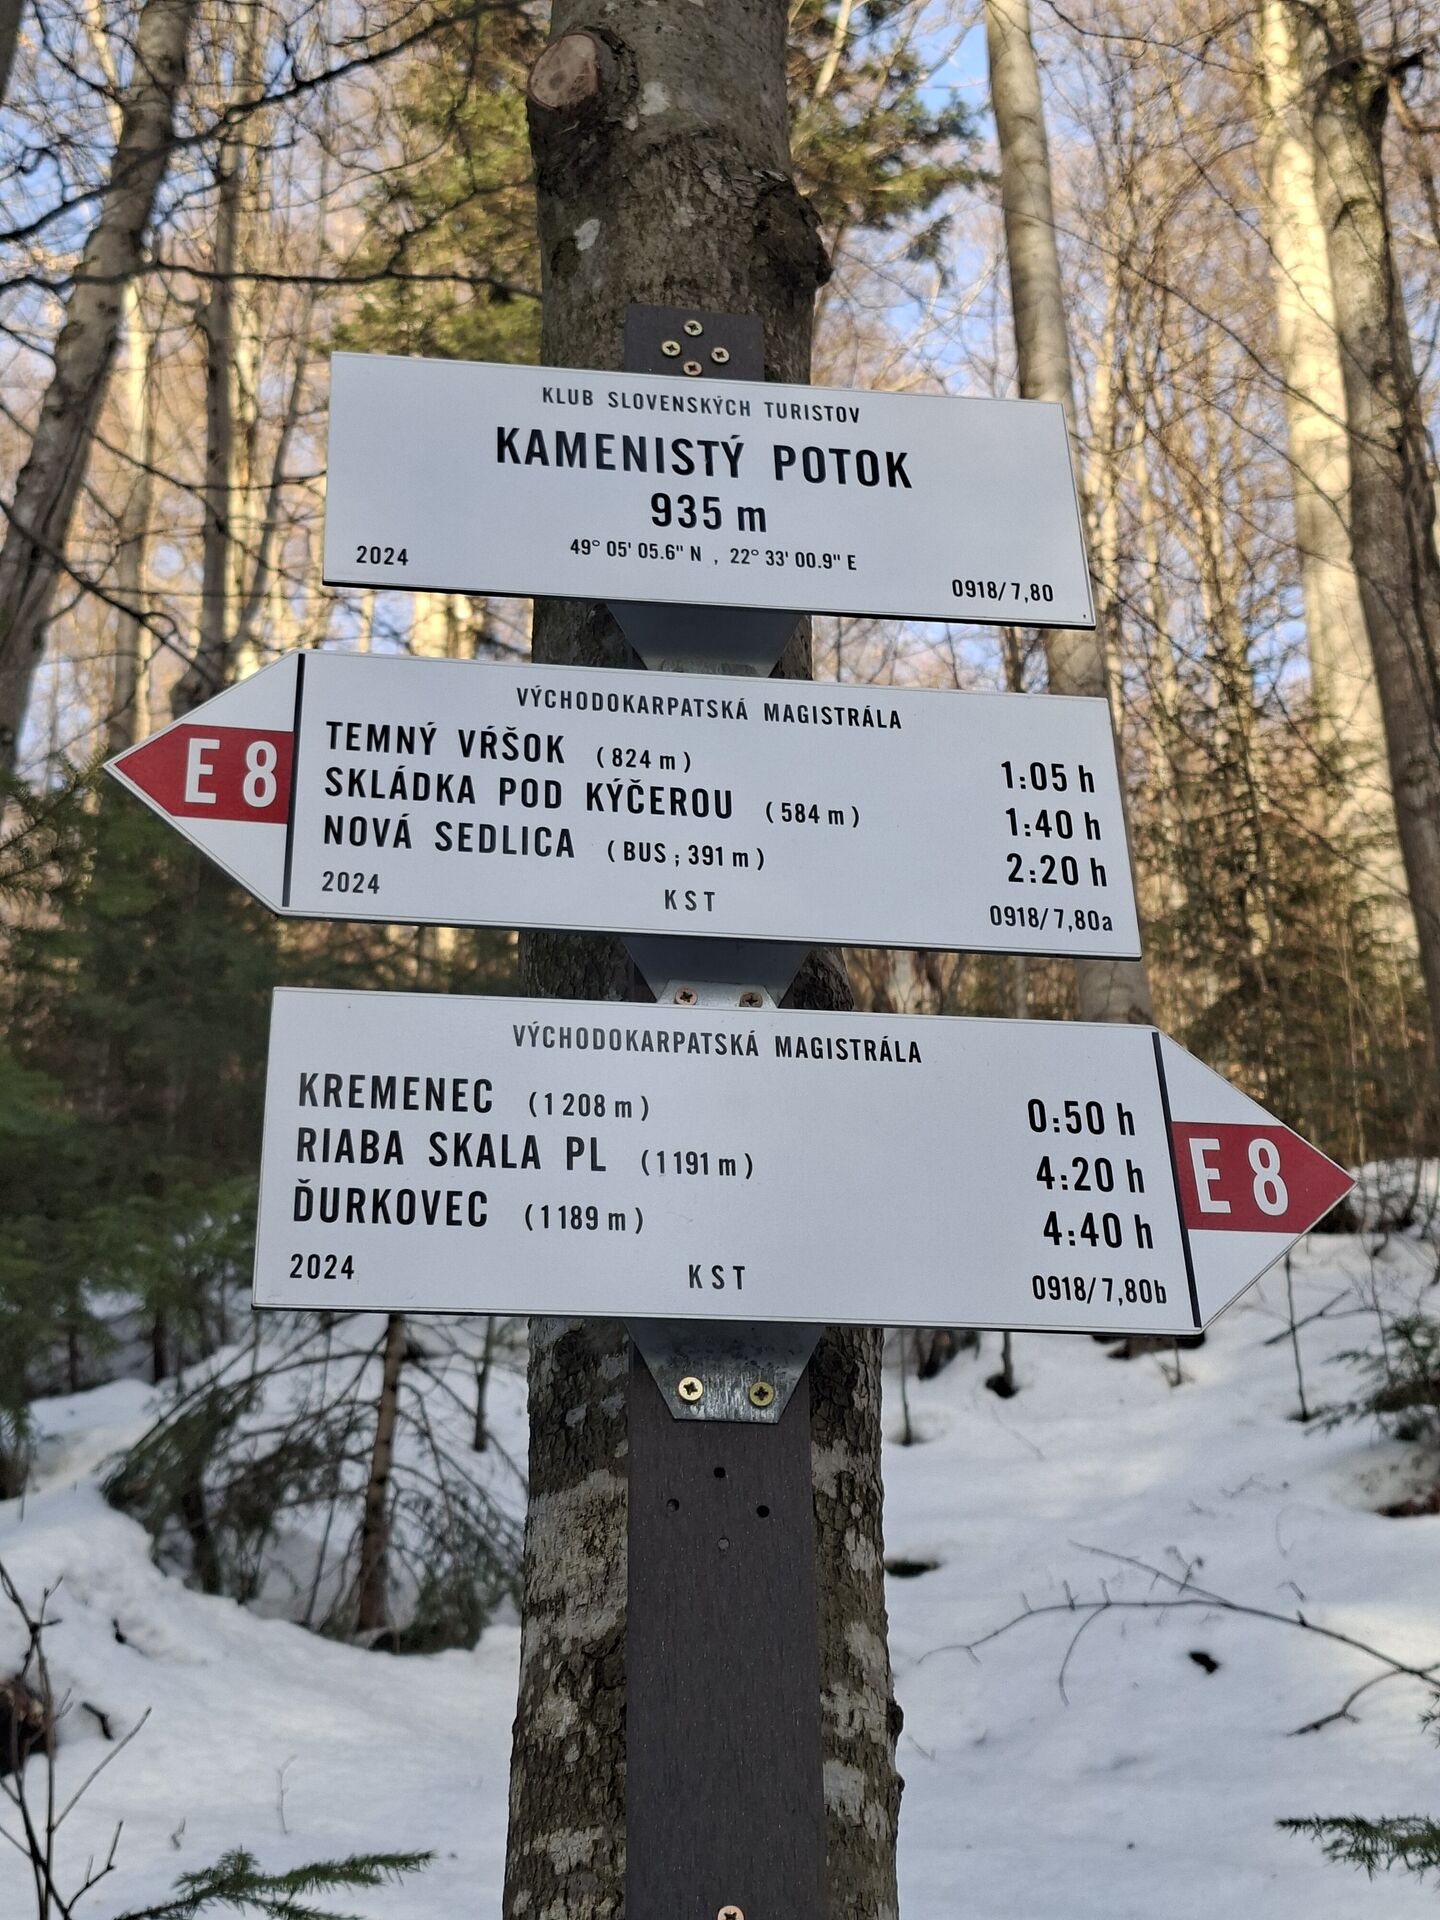 KLUB SLOVENSKÝCH TURISTOV
KAMENISTÝ POTOK
935 m
49° 05' 05.6" N , 22° 33' 00.9" E
2024 0918/7,80
VÝCHODOKARPATSKÁ MAGISTRÁLA
E 8
TEMNÝ VŔŠOK (824 m) 1:05 h
SKLÁDKA POD KÝČEROU (584 m) 1:40 h
NOVÁ SEDLICA (BUS ; 391 m) 2:20 h
2024 KST 0918/7,80a
VÝCHODOKARPATSKÁ MAGISTRÁLA
KREMENEC (1208 m) 0:50 h
RIABA SKALA PL (1191 m) 4:20 h
E 8
ĎURKOVEC (1189 m) 4:40 h
2024 KST 0918/7,80b